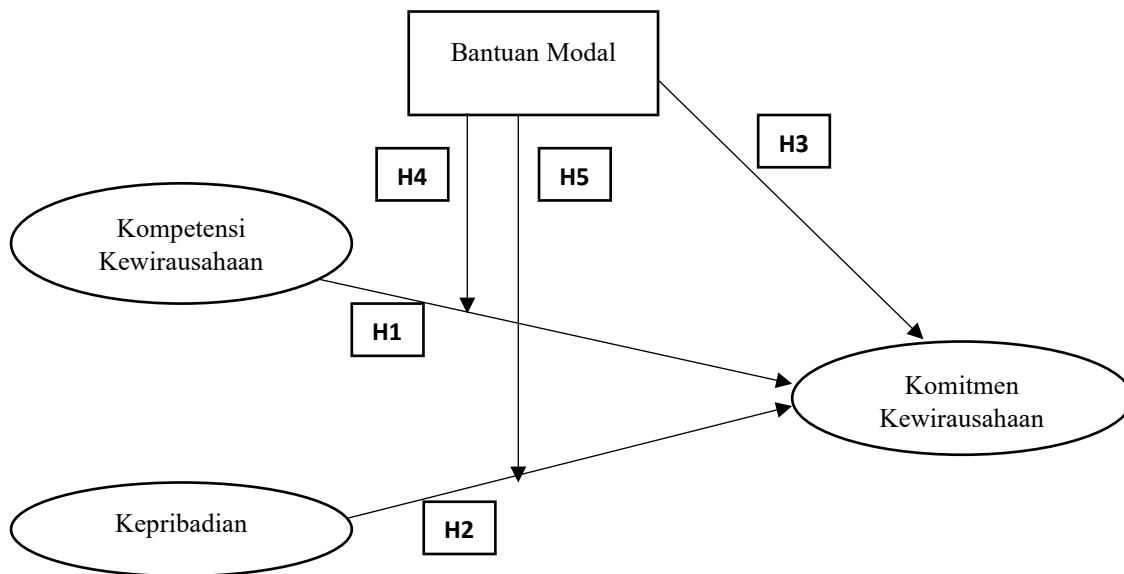 Bantuan Modal
H3
H4
H5
Kompetensi
Kewirausahaan
H1
Komitmen
Kewirausahaan
Kepribadian
H2